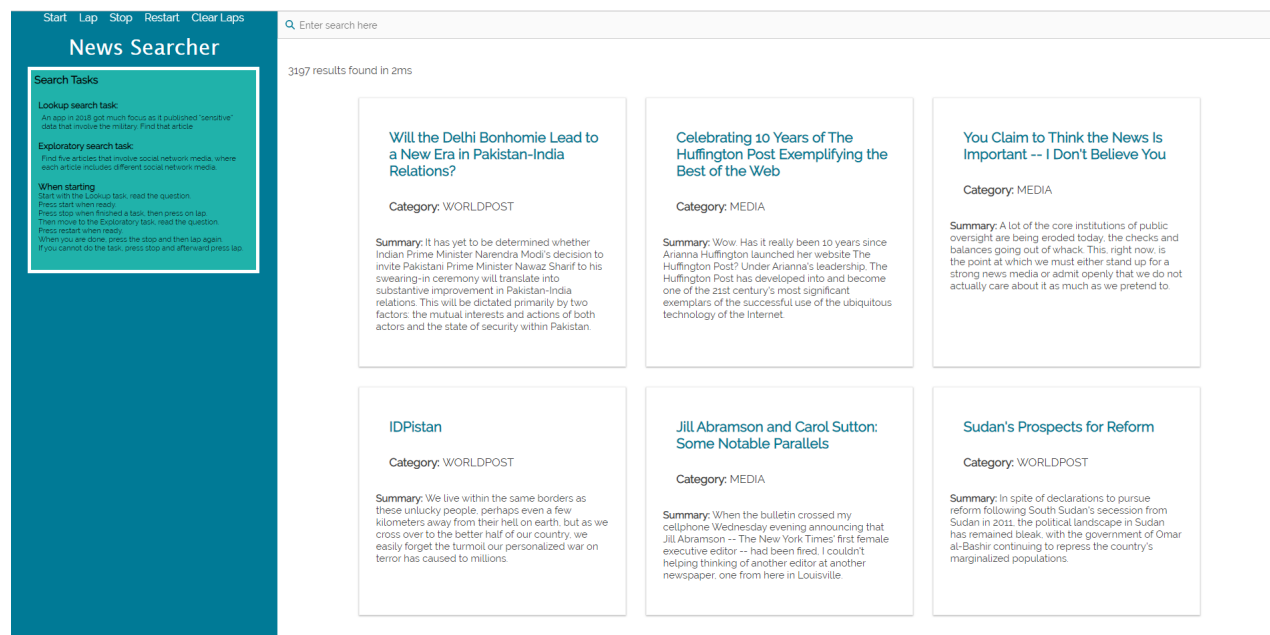 Start Lap Stop Restart Clear Laps
News Searcher
Search Tasks
Lookup search task:
An app in 2018 got much focus as it published "sensitive"
data that involve the military. Find that article
Exploratory search task:
Find five articles that involve social network media, where
each article includes different social network media.
When starting
Start with the Lookup task, read the question.
Press start when ready.
Press stop when finished a task, then press on lap.
Then move to the Exploratory task, read the question.
Press restart when ready.
When you are done, press the stop and then lap again.
If you cannot do the task, press stop and afterward press lap.
Enter search here
3197 results found in 2ms
Will the Delhi Bonhomie Lead to
a New Era in Pakistan-India
Relations?
Category: WORLDPOST
Summary: It has yet to be determined whether
Indian Prime Minister Narendra Modi's decision to
invite Pakistani Prime Minister Nawaz Sharif to his
swearing-in ceremony will translate into
substantive improvement in Pakistan-India
relations. This will be dictated primarily by two
factors: the mutual interests and actions of both
actors and the state of security within Pakistan.
Celebrating 10 Years of The
Huffington Post Exemplifying the
Best of the Web
Category: MEDIA
Summary: Wow. Has it really been 10 years since
Arianna Huffington launched her website The
Huffington Post? Under Arianna's leadership, The
Huffington Post has developed into and become
one of the 21st century's most significant
exemplars of the successful use of the ubiquitous
technology of the Internet.
You Claim to Think the News Is
Important -- I Don't Believe You
Category: MEDIA
Summary: A lot of the core institutions of public
oversight are being eroded today, the checks and
balances going out of whack. This, right now, is
the point at which we must either stand up for a
strong news media or admit openly that we do not
actually care about it as much as we pretend to.
IDPistan
Category: WORLDPOST
Summary: We live within the same borders as
these unlucky people, perhaps even a few
kilometers away from their hell on earth, but as we
cross over to the better half of our country, we
easily forget the turmoil our personalized war on
terror has caused to millions.
Jill Abramson and Carol Sutton:
Some Notable Parallels
Category: MEDIA
Summary: When the bulletin crossed my
cellphone Wednesday evening announcing that
Jill Abramson -- The New York Times' first female
executive editor -- had been fired, I couldn't
helping thinking of another editor at another
newspaper, one from here in Louisville.
Sudan's Prospects for Reform
Category: WORLDPOST
Summary: In spite of declarations to pursue
reform following South Sudan's secession from
Sudan in 2011, the political landscape in Sudan
has remained bleak, with the government of Omar
al-Bashir continuing to repress the country's
marginalized populations.